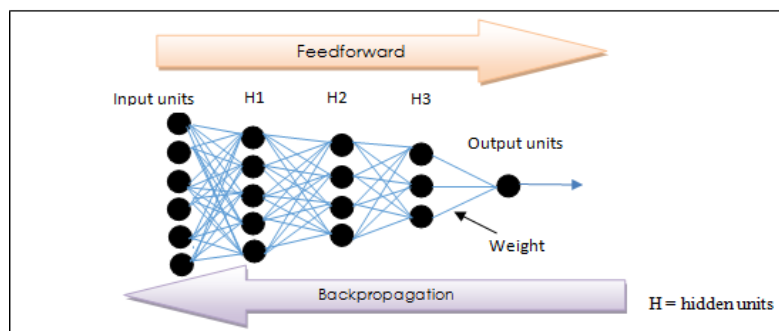 Feedforward
Input units
H1
H2
H3
Output units
Weight
Backpropagation
H = hidden units